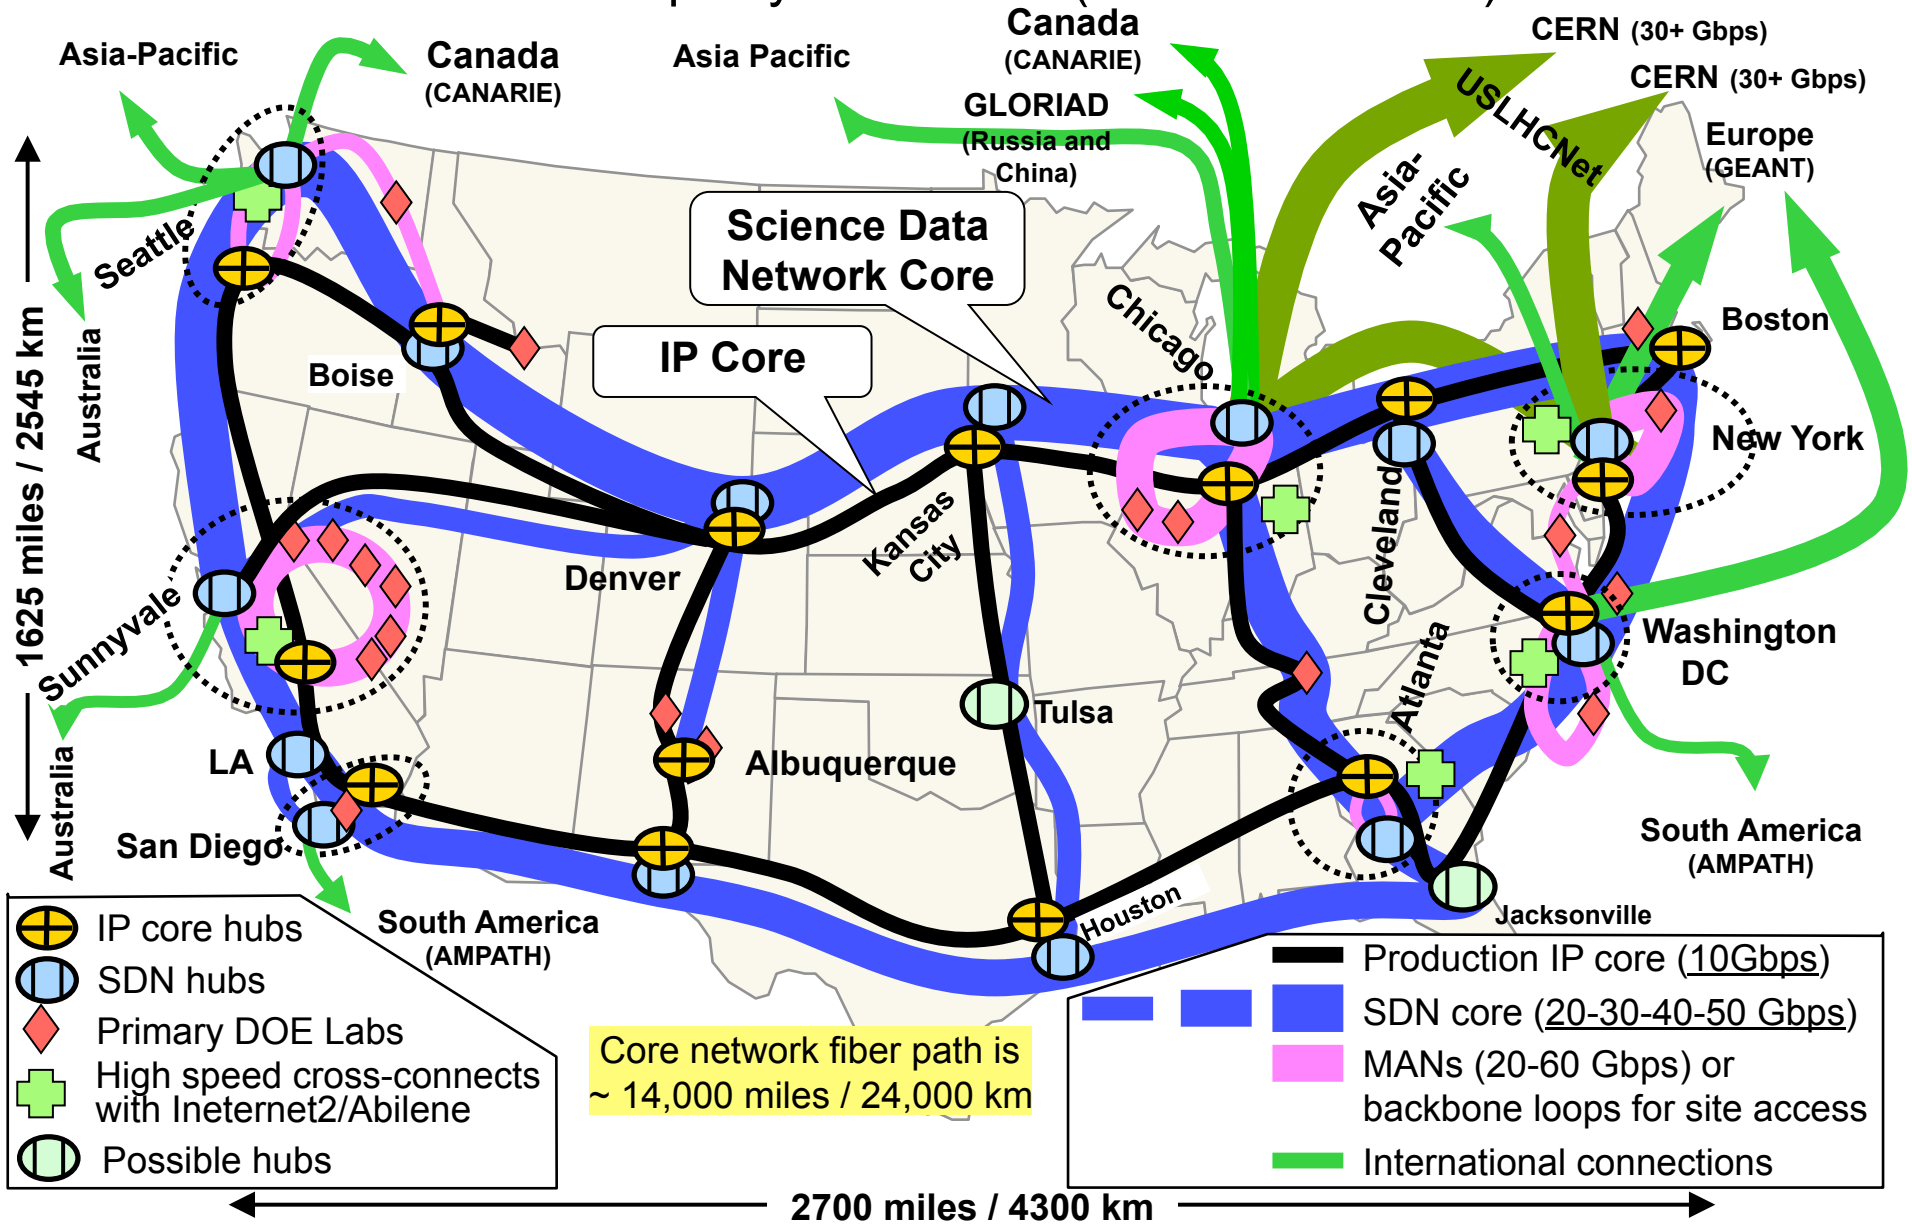 Asia-Pacific
Canada
(CANARIE)
Asia Pacific
Canada
(CANARIE)
GLORIAD
(Russia and
China)
CERN (30+ Gbps)
CERN (30+ Gbps)
USLHCNet
Europe
(GEANT)
Asia-
Pacific
Seattle
Science Data
Network Core
IP Core
Chicago
Boston
New York
Boise
Australia
1625 miles / 2545 km
Denver
Kansas
City
Cleveland
Sunnyvale
Washington
DC
Atlanta
Tulsa
LA
Albuquerque
Australia
San Diego
South America
(AMPATH)
Houston
Jacksonville
South America
(AMPATH)
IP core hubs
SDN hubs
Primary DOE Labs
High speed cross-connects
with Ineternet2/Abilene
Possible hubs
Core network fiber path is
~ 14,000 miles / 24,000 km
Production IP core (10Gbps)
SDN core (20-30-40-50 Gbps)
MANs (20-60 Gbps) or
backbone loops for site access
International connections
2700 miles / 4300 km